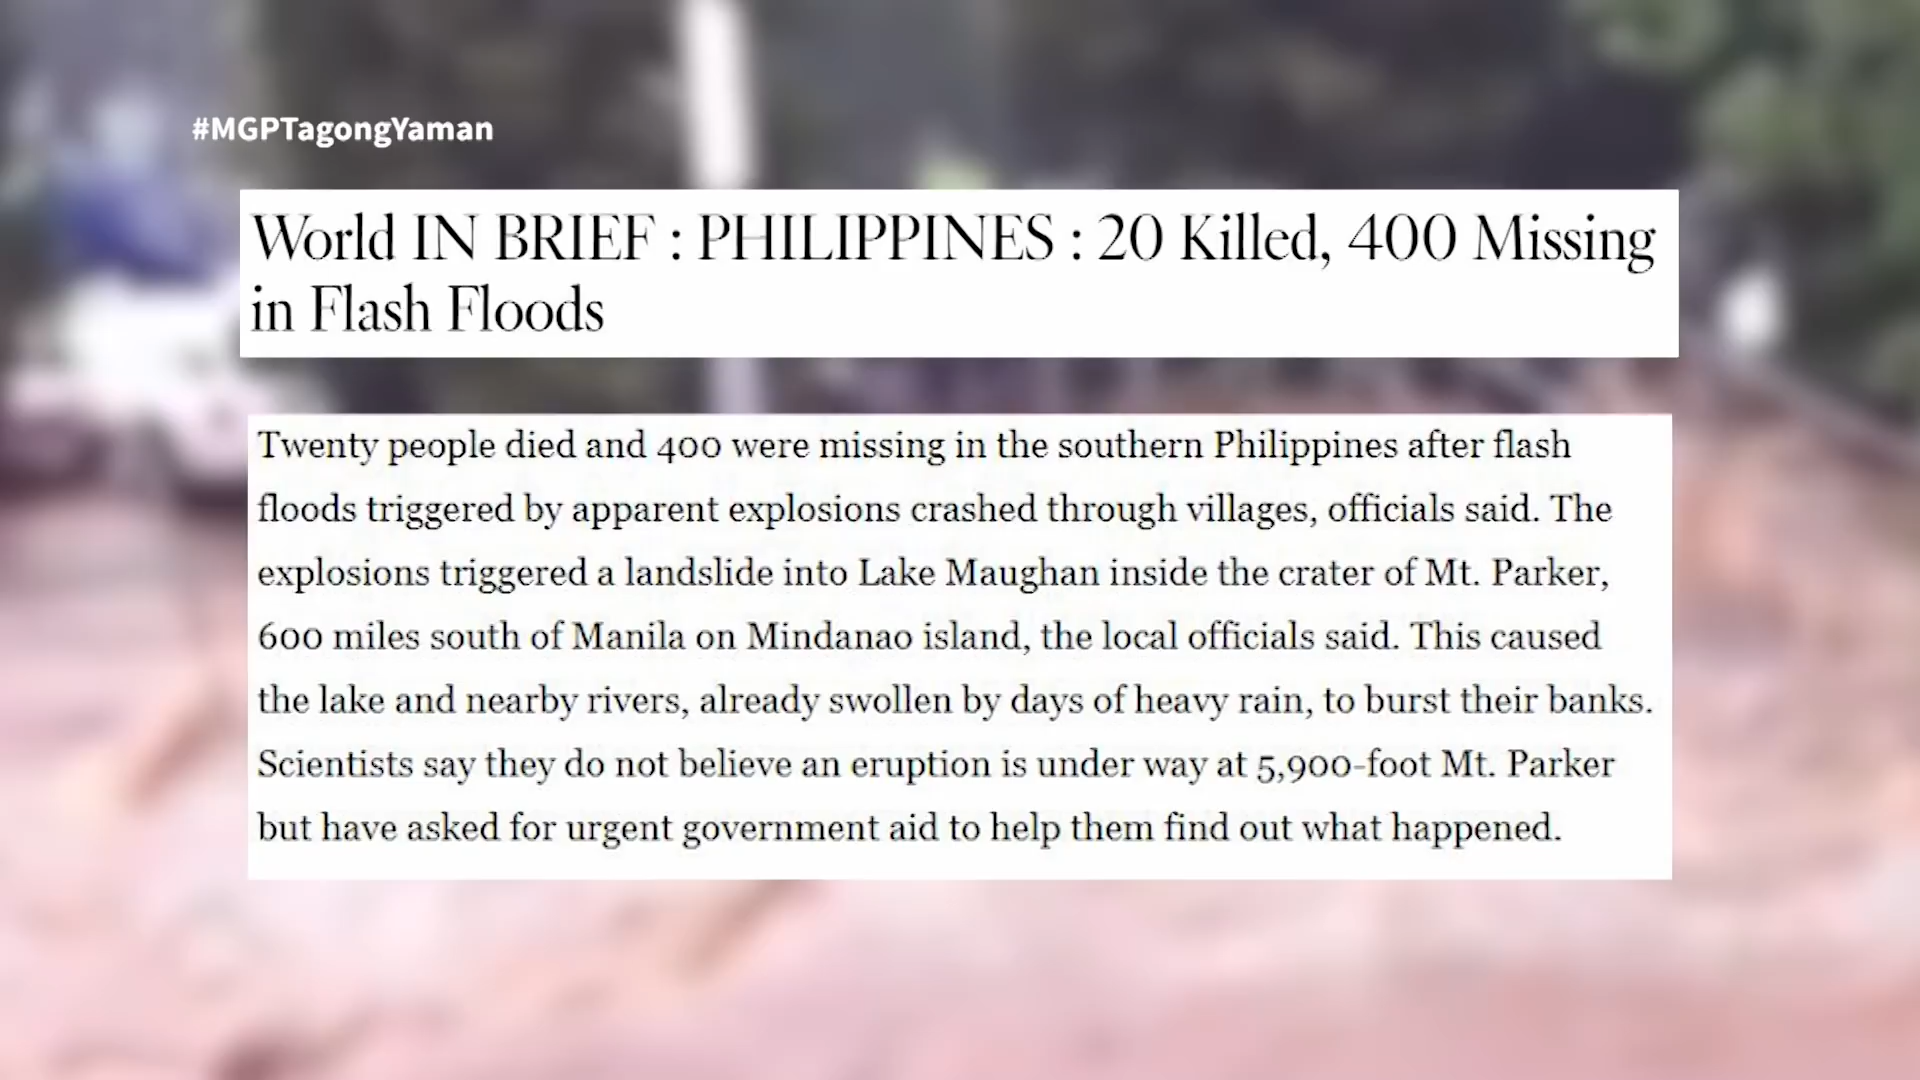 #MGPTagongYaman
World IN BRIEF : PHILIPPINES : 20 Killed, 400 Missing
in Flash Floods
Twenty people died and 400 were missing in the southern Philippines after flash
floods triggered by apparent explosions crashed through villages, officials said. The
explosions triggered a landslide into Lake Maughan inside the crater of Mt. Parker,
600 miles south of Manila on Mindanao island, the local officials said. This caused
the lake and nearby rivers, already swollen by days of heavy rain, to burst their banks.
Scientists say they do not believe an eruption is under way at 5,900-foot Mt. Parker
but have asked for urgent government aid to help them find out what happened.